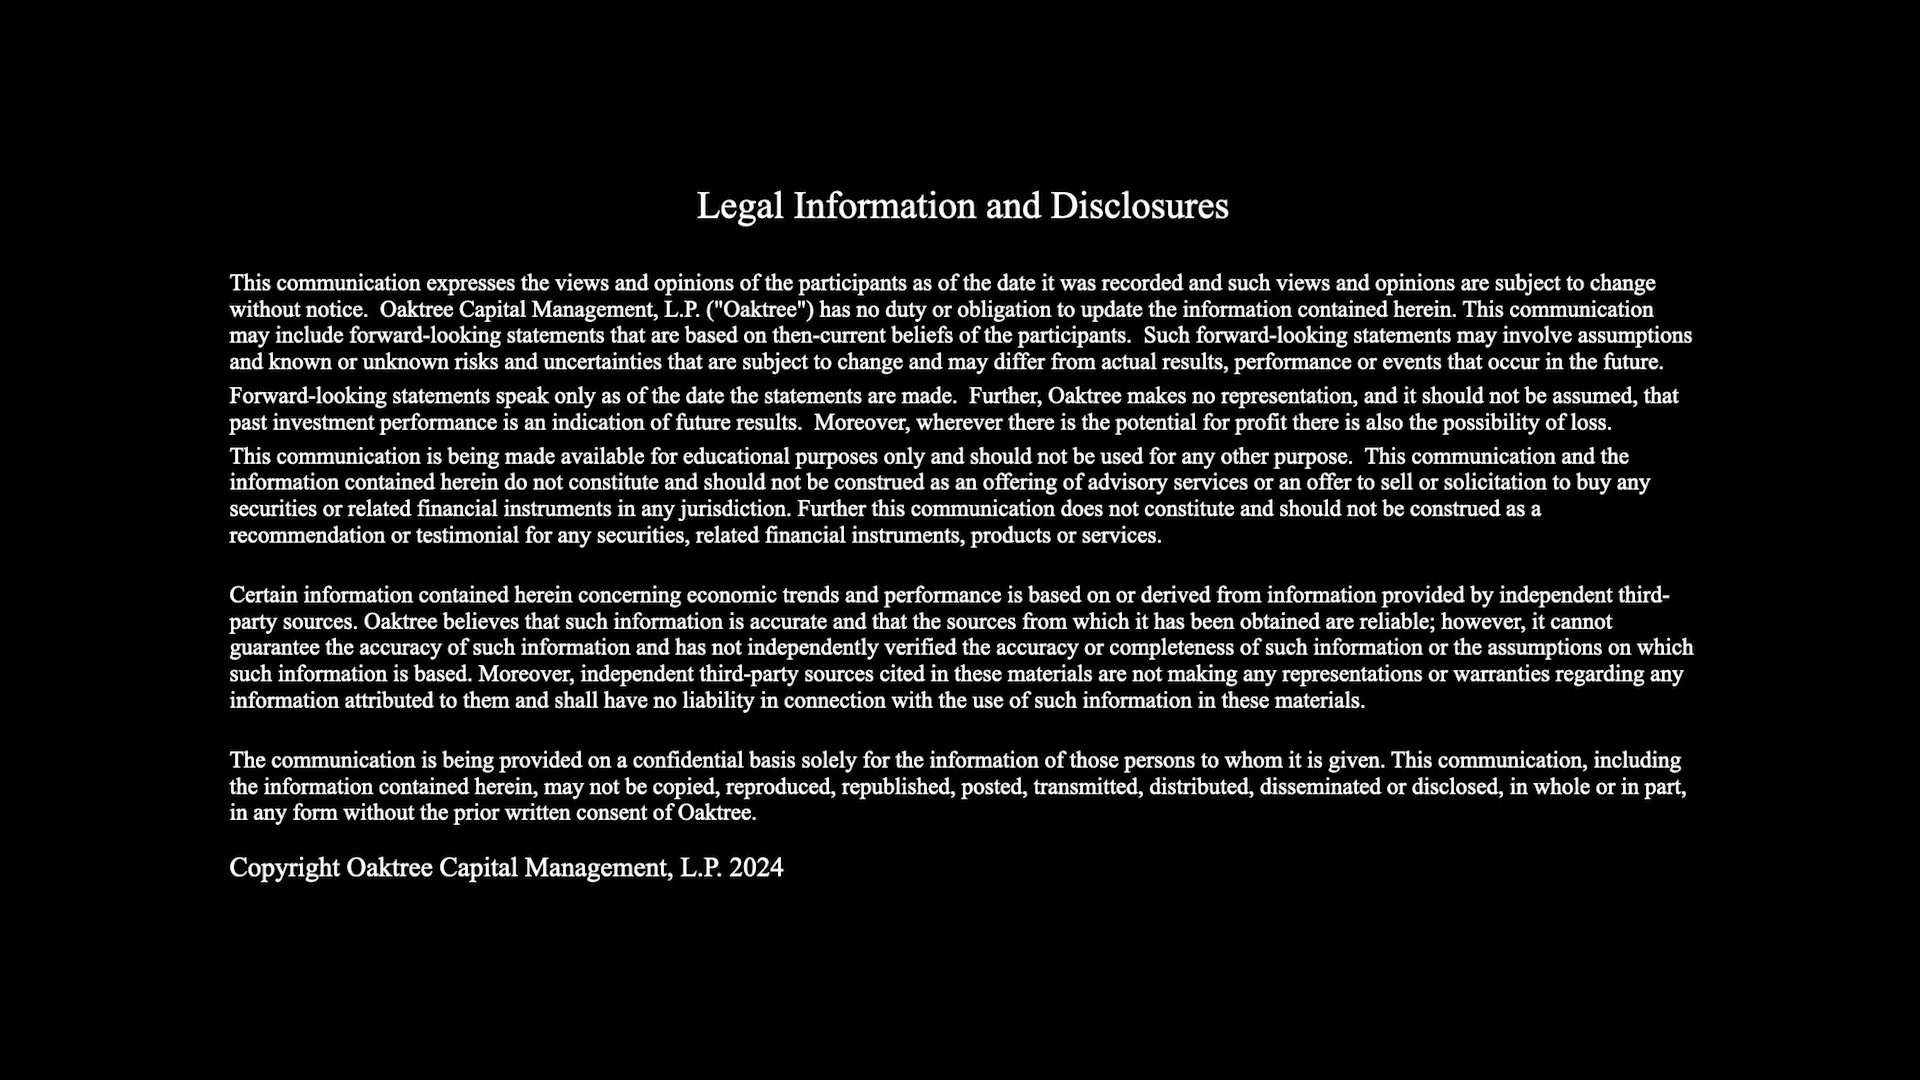 Legal Information and Disclosures
This communication expresses the views and opinions of the participants as of the date it was recorded and such views and opinions are subject to change
without notice.  Oaktree Capital Management, L.P. ("Oaktree") has no duty or obligation to update the information contained herein. This communication
may include forward-looking statements that are based on then-current beliefs of the participants.  Such forward-looking statements may involve assumptions
and known or unknown risks and uncertainties that are subject to change and may differ from actual results, performance or events that occur in the future.
Forward-looking statements speak only as of the date the statements are made.  Further, Oaktree makes no representation, and it should not be assumed, that
past investment performance is an indication of future results.  Moreover, wherever there is the potential for profit there is also the possibility of loss.
This communication is being made available for educational purposes only and should not be used for any other purpose.  This communication and the
information contained herein do not constitute and should not be construed as an offering of advisory services or an offer to sell or solicitation to buy any
securities or related financial instruments in any jurisdiction. Further this communication does not constitute and should not be construed as a
recommendation or testimonial for any securities, related financial instruments, products or services.
Certain information contained herein concerning economic trends and performance is based on or derived from information provided by independent third-
party sources. Oaktree believes that such information is accurate and that the sources from which it has been obtained are reliable; however, it cannot
guarantee the accuracy of such information and has not independently verified the accuracy or completeness of such information or the assumptions on which
such information is based. Moreover, independent third-party sources cited in these materials are not making any representations or warranties regarding any
information attributed to them and shall have no liability in connection with the use of such information in these materials.
The communication is being provided on a confidential basis solely for the information of those persons to whom it is given. This communication, including
the information contained herein, may not be copied, reproduced, republished, posted, transmitted, distributed, disseminated or disclosed, in whole or in part,
in any form without the prior written consent of Oaktree.
Copyright Oaktree Capital Management, L.P. 2024